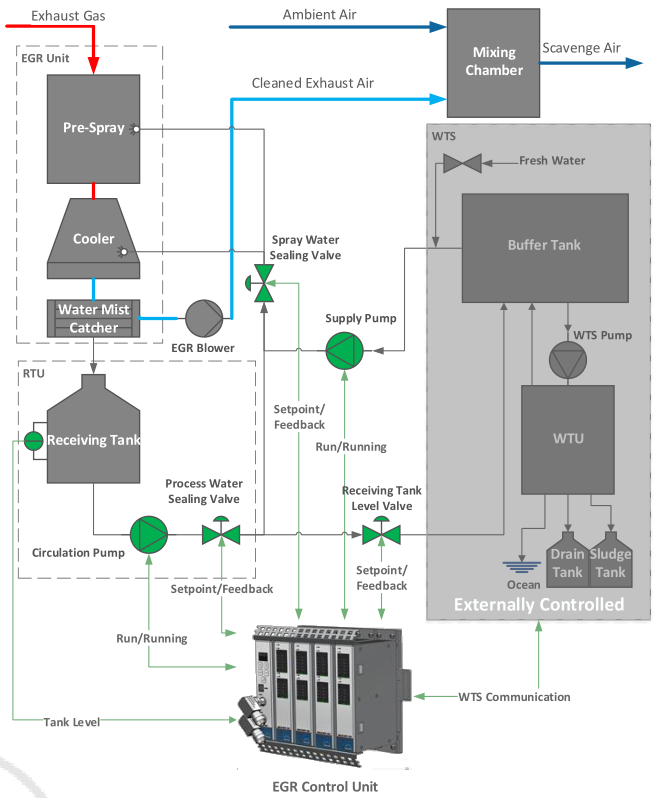 Exhaust Gas
Ambient Air
EGR Unit
Mixing
Chamber
Scavenge Air
Cleaned Exhaust Air
Pre-Spray
WTS
Fresh Water
Cooler
Spray Water
Sealing Valve
Buffer Tank
Water Mist
Catcher
EGR Blower
Supply Pump
WTS Pump
RTU
Setpoint/
Feedback
Receiving Tank
Run/Running
WTU
Process Water
Sealing Valve
Receiving Tank
Level Valve
Circulation Pump
Drain
Tank
Sludge
Tank
Ocean
Setpoint/Feedback
Setpoint/
Feedback
Externally Controlled
Run/Running
WTS Communication
Tank Level
EGR Control Unit